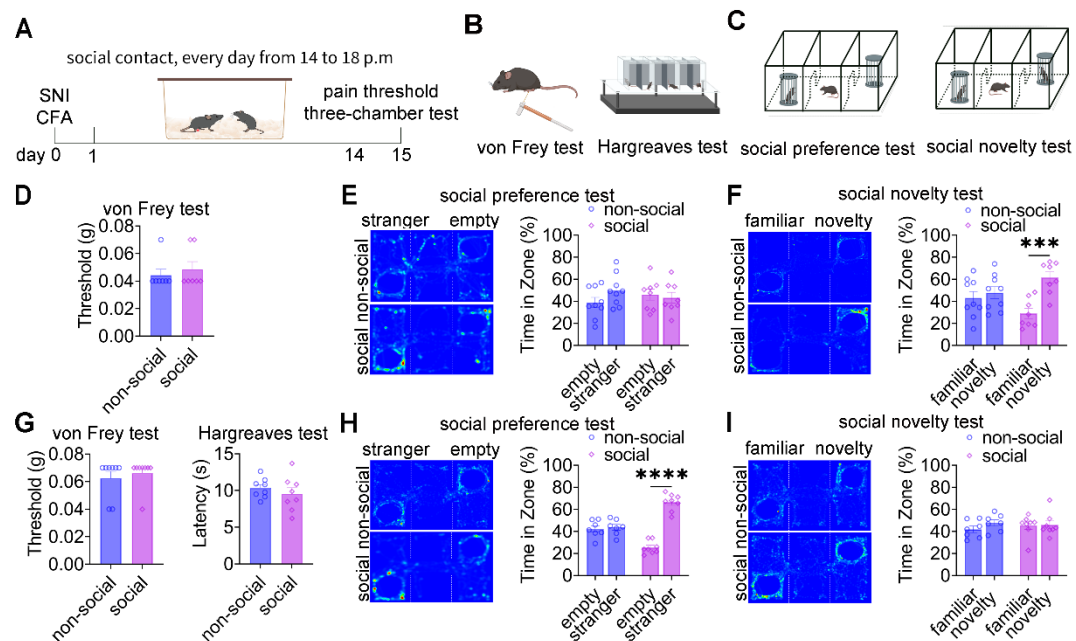 A
social contact, every day from 14 to 18 p.m
SNI
CFA
pain threshold
three-chamber test
day 0 1 14 15
B
von Frey test
Hargreaves test
C
social preference test
social novelty test
D
von Frey test
Threshold (g)
0.08
0.06
0.04
0.02
0.00
non-social
social
E
social preference test
stranger empty
social non-social
non-social
social
Time in Zone (%)
100
80
60
40
20
0
empty
stranger
empty
stranger
F
social novelty test
familiar novelty
social non-social
non-social
social
***
Time in Zone (%)
100
80
60
40
20
0
familiar
novelty
familiar
novelty
G
von Frey test
Threshold (g)
0.08
0.06
0.04
0.02
0.00
non-social
social
Hargreaves test
Latency (s)
15
10
5
0
non-social
social
H
social preference test
stranger empty
social non-social
non-social
social
****
Time in Zone (%)
100
80
60
40
20
0
empty
stranger
empty
stranger
I
social novelty test
familiar novelty
social non-social
non-social
social
Time in Zone (%)
100
80
60
40
20
0
familiar
novelty
familiar
novelty